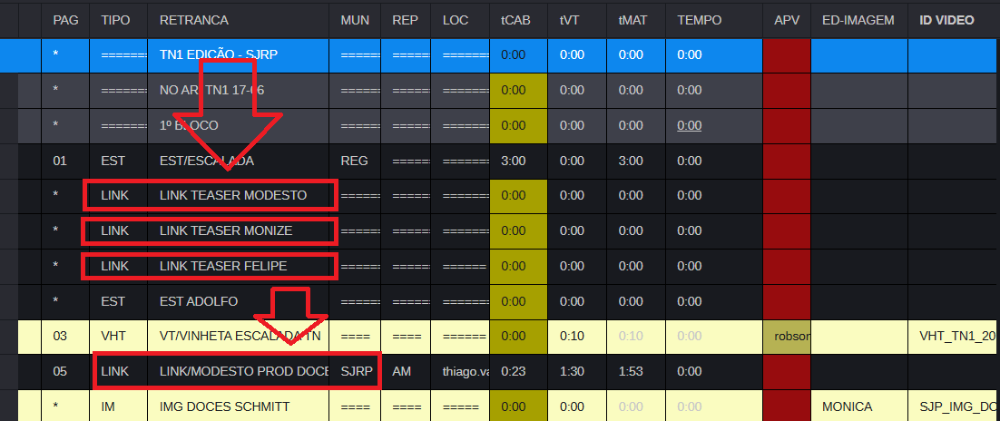 PAG TIPO RETRANCA MUN REP LOC tCAB tVT tMAT TEMPO APV ED-IMAGEM ID VIDEO
* ======= TN1 EDIÇÃO - SJRP ====== ===== ====== 0:00 0:00 0:00 0:00
* ======= NO AR TN1 17-06 ====== ===== ====== 0:00 0:00 0:00 0:00
* ======= 1º BLOCO ====== ===== ====== 0:00 0:00 0:00 0:00
01 EST EST/ESCALADA REG ===== ====== 3:00 0:00 3:00 0:00
* LINK LINK TEASER MODESTO ====== ===== ====== 0:00 0:00 0:00 0:00
* LINK LINK TEASER MONIZE ====== ===== ====== 0:00 0:00 0:00 0:00
* LINK LINK TEASER FELIPE ====== ===== ====== 0:00 0:00 0:00 0:00
* EST EST ADOLFO ====== ===== ====== 0:00 0:00 0:00 0:00
03 VHT VT/VINHETA ESCALADA TN ==== ==== ===== 0:00 0:10 0:10 0:00 robson VHT_TN1_20
05 LINK LINK/MODESTO PROD DOCE SJRP AM thiago.va 0:23 1:30 1:53 0:00
* IM IMG DOCES SCHMITT ==== ==== ===== 0:00 0:00 0:00 0:00 MONICA SJP_IMG_DO